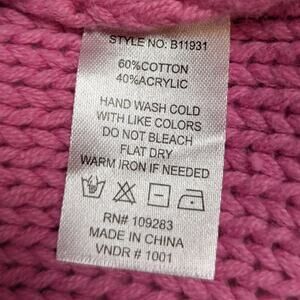 STYLE NO: B11931
60%COTTON
40%ACRYLIC
HAND WASH COLD
WITH LIKE COLORS
DO NOT BLEACH
FLAT DRY
WARM IRON IF NEEDED
RN# 109283
MADE IN CHINA
VNDR # 1001